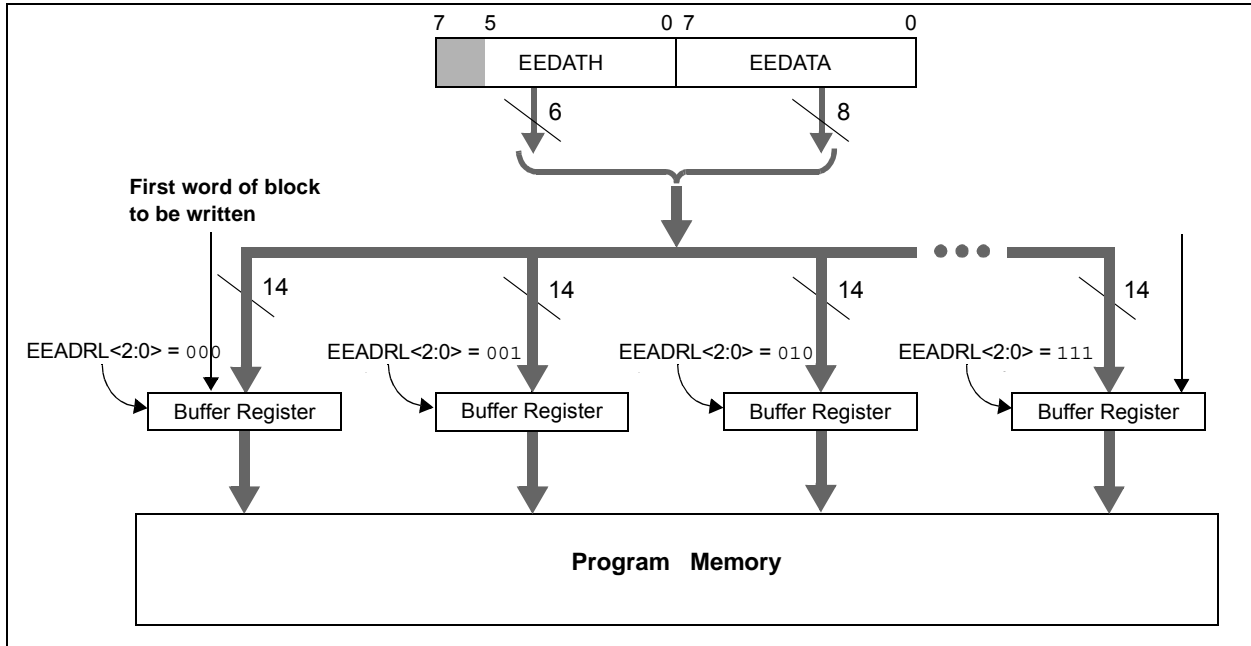 7 5 0 7 0
EEDATH EEDATA
6 8
First word of block
to be written
14 14 14 14
EEADRL<2:0> = 000 EEADRL<2:0> = 001 EEADRL<2:0> = 010 EEADRL<2:0> = 111
Buffer Register Buffer Register Buffer Register Buffer Register
Program Memory